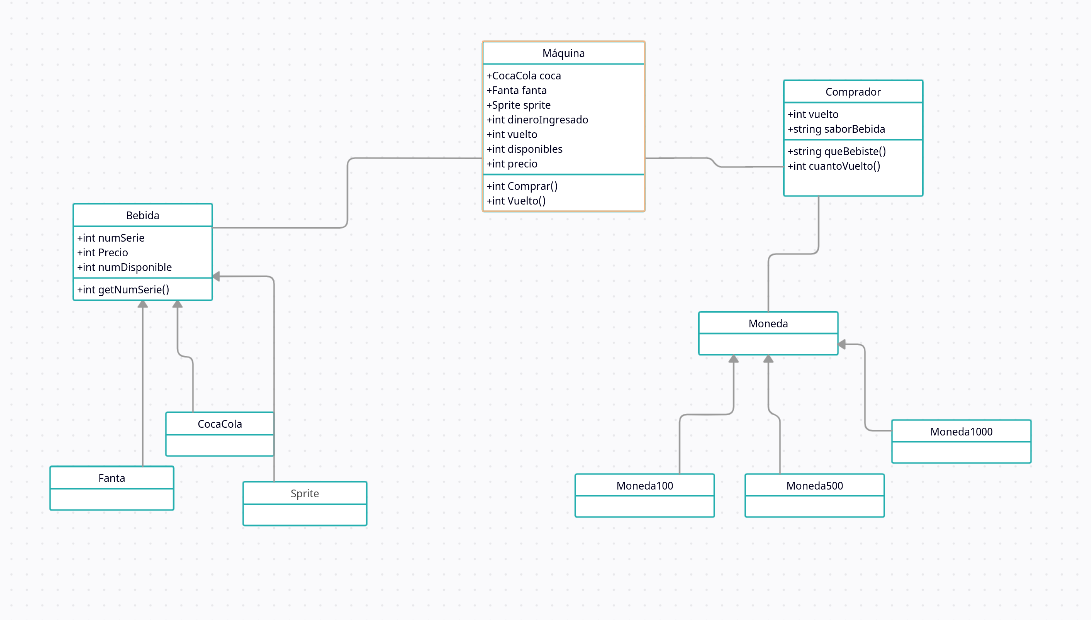 Máquina
+CocaCola coca
+Fanta fanta
+Sprite sprite
+int dineroIngresado
+int vuelto
+int disponibles
+int precio
+int Comprar()
+int Vuelto()
Comprador
+int vuelto
+string saborBebida
+string queBebiste()
+int cuantoVuelto()
Bebida
+int numSerie
+int Precio
+int numDisponible
+int getNumSerie()
Moneda
CocaCola
Fanta
Sprite
Moneda100
Moneda500
Moneda1000